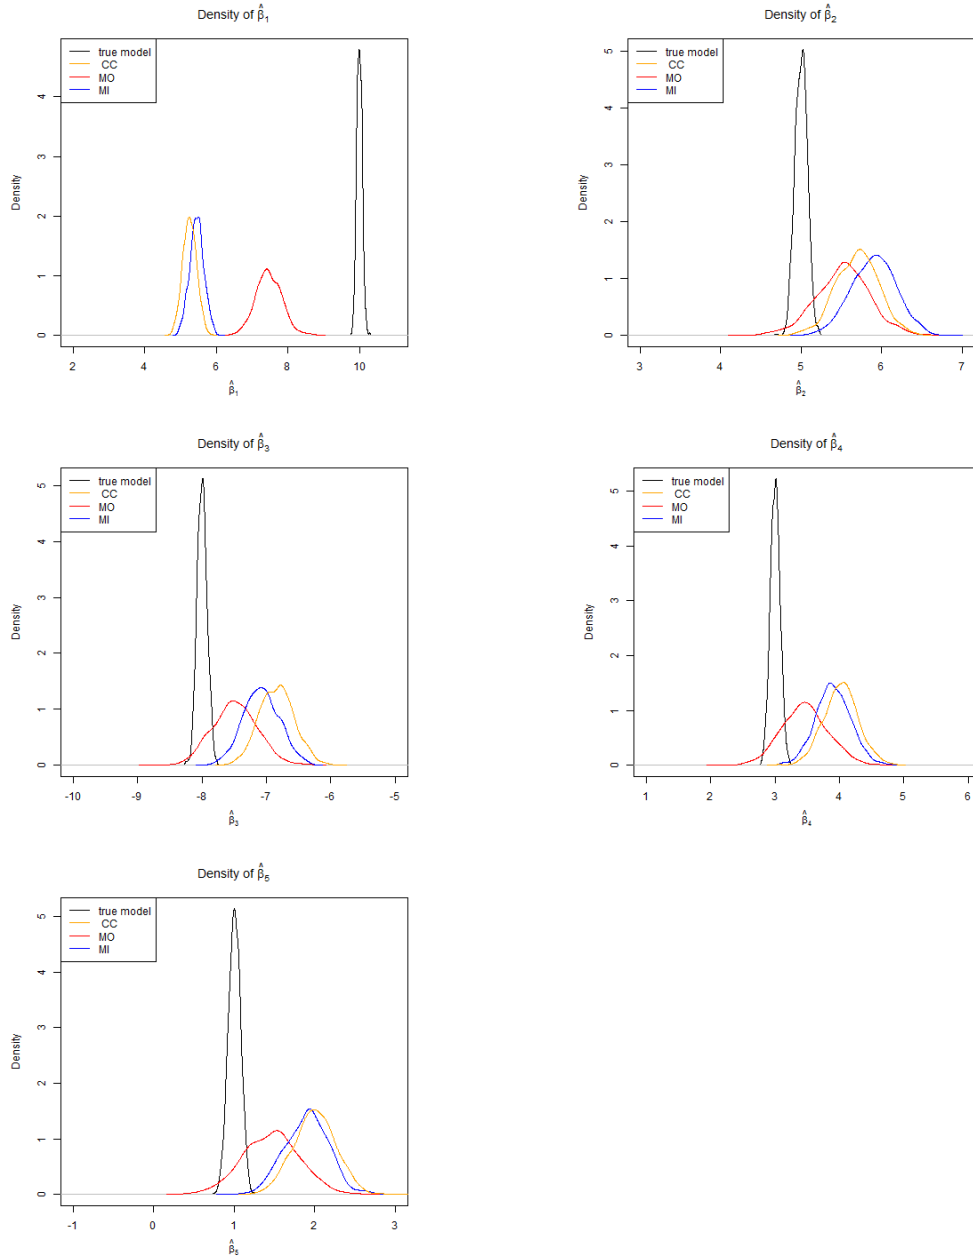 Density of β̂₁
true model
CC
MO
MI
Density
0 1 2 3 4
2 4 6 8 10
β̂₁
Density of β̂₂
true model
CC
MO
MI
Density
0 1 2 3 4 5
3 4 5 6 7
β̂₂
Density of β̂₃
true model
CC
MO
MI
Density
0 1 2 3 4 5
-10 -9 -8 -7 -6 -5
β̂₃
Density of β̂₄
true model
CC
MO
MI
Density
0 1 2 3 4 5
1 2 3 4 5 6
β̂₄
Density of β̂₅
true model
CC
MO
MI
Density
0 1 2 3 4 5
-1 0 1 2 3
β̂₅